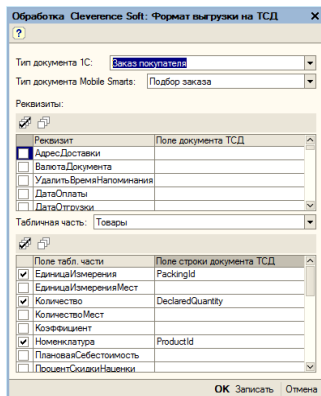 Обработка Cleverence Soft: Формат выгрузки на ТСД
Тип документа 1С: Заказ покупателя
Тип документа Mobile Smarts: Подбор заказа
Реквизиты:
Реквизит Поле документа ТСД
АдресДоставки
ВалютаДокумента
УдалитьВремяНапоминания
ДатаОплаты
ДатаОтгрузки
Табличная часть: Товары
Поле табл. части Поле строки документа ТСД
ЕдиницаИзмерения PackingId
ЕдиницаИзмеренияМест
Количество DeclaredQuantity
КоличествоМест
Коэффициент
Номенклатура ProductId
ПлановаяСебестоимость
ПроцентСкидкиНаценки
OK Записать Отмена